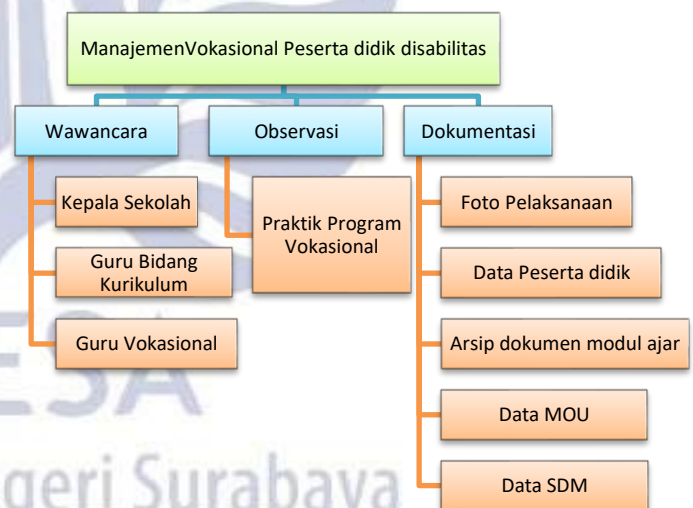 ManajemenVokasional Peserta didik disabilitas
Wawancara
Observasi
Dokumentasi
Kepala Sekolah
Guru Bidang
Kurikulum
Guru Vokasional
Praktik Program
Vokasional
Foto Pelaksanaan
Data Peserta didik
Arsip dokumen modul ajar
Data MOU
Data SDM
ESA
geri Surabaya